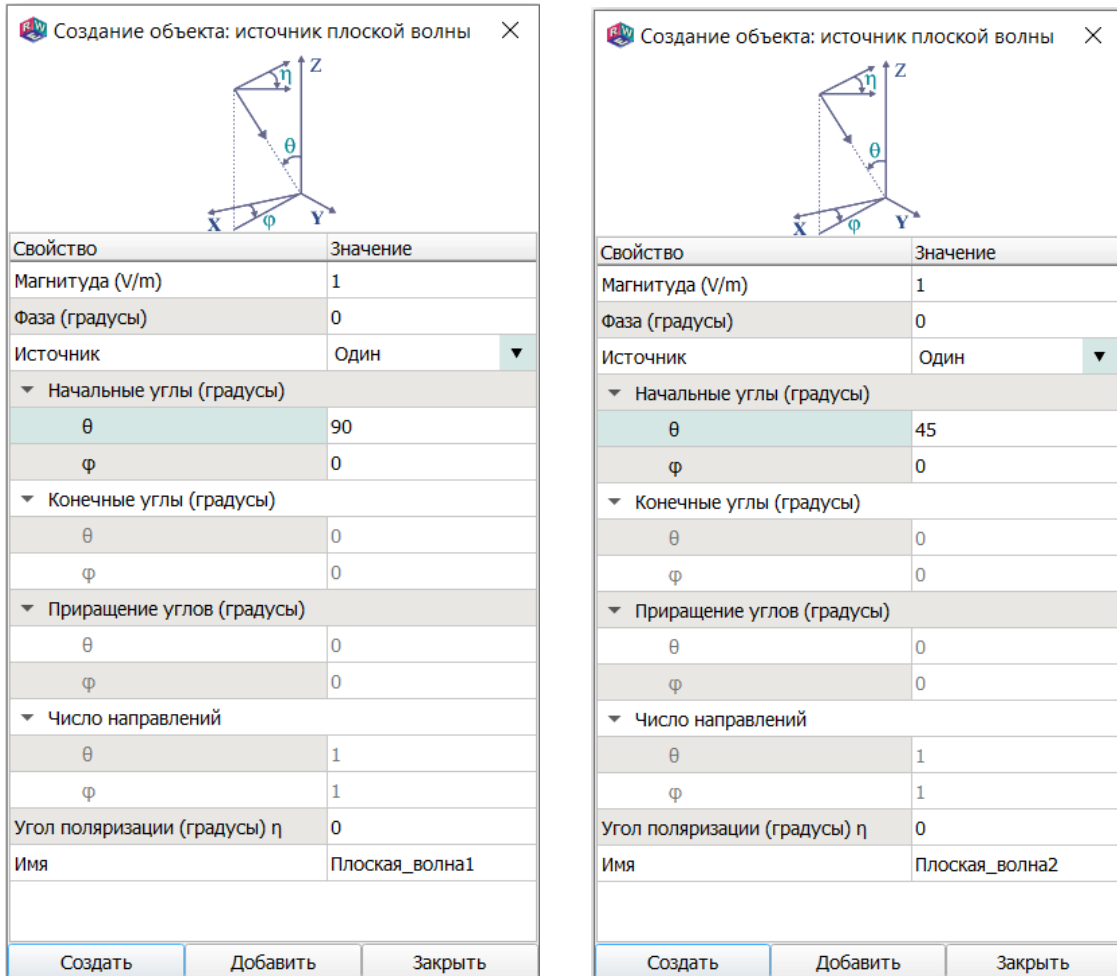 Создание объекта: источник плоской волны
Z
η
θ
X
φ
Y
Свойство Значение
Магнитуда (V/m) 1
Фаза (градусы) 0
Источник Один
Начальные углы (градусы)
θ 90
φ 0
Конечные углы (градусы)
θ 0
φ 0
Приращение углов (градусы)
θ 0
φ 0
Число направлений
θ 1
φ 1
Угол поляризации (градусы) η 0
Имя Плоская_волна1
Создать Добавить Закрыть
Создание объекта: источник плоской волны
Z
η
θ
X
φ
Y
Свойство Значение
Магнитуда (V/m) 1
Фаза (градусы) 0
Источник Один
Начальные углы (градусы)
θ 45
φ 0
Конечные углы (градусы)
θ 0
φ 0
Приращение углов (градусы)
θ 0
φ 0
Число направлений
θ 1
φ 1
Угол поляризации (градусы) η 0
Имя Плоская_волна2
Создать Добавить Закрыть